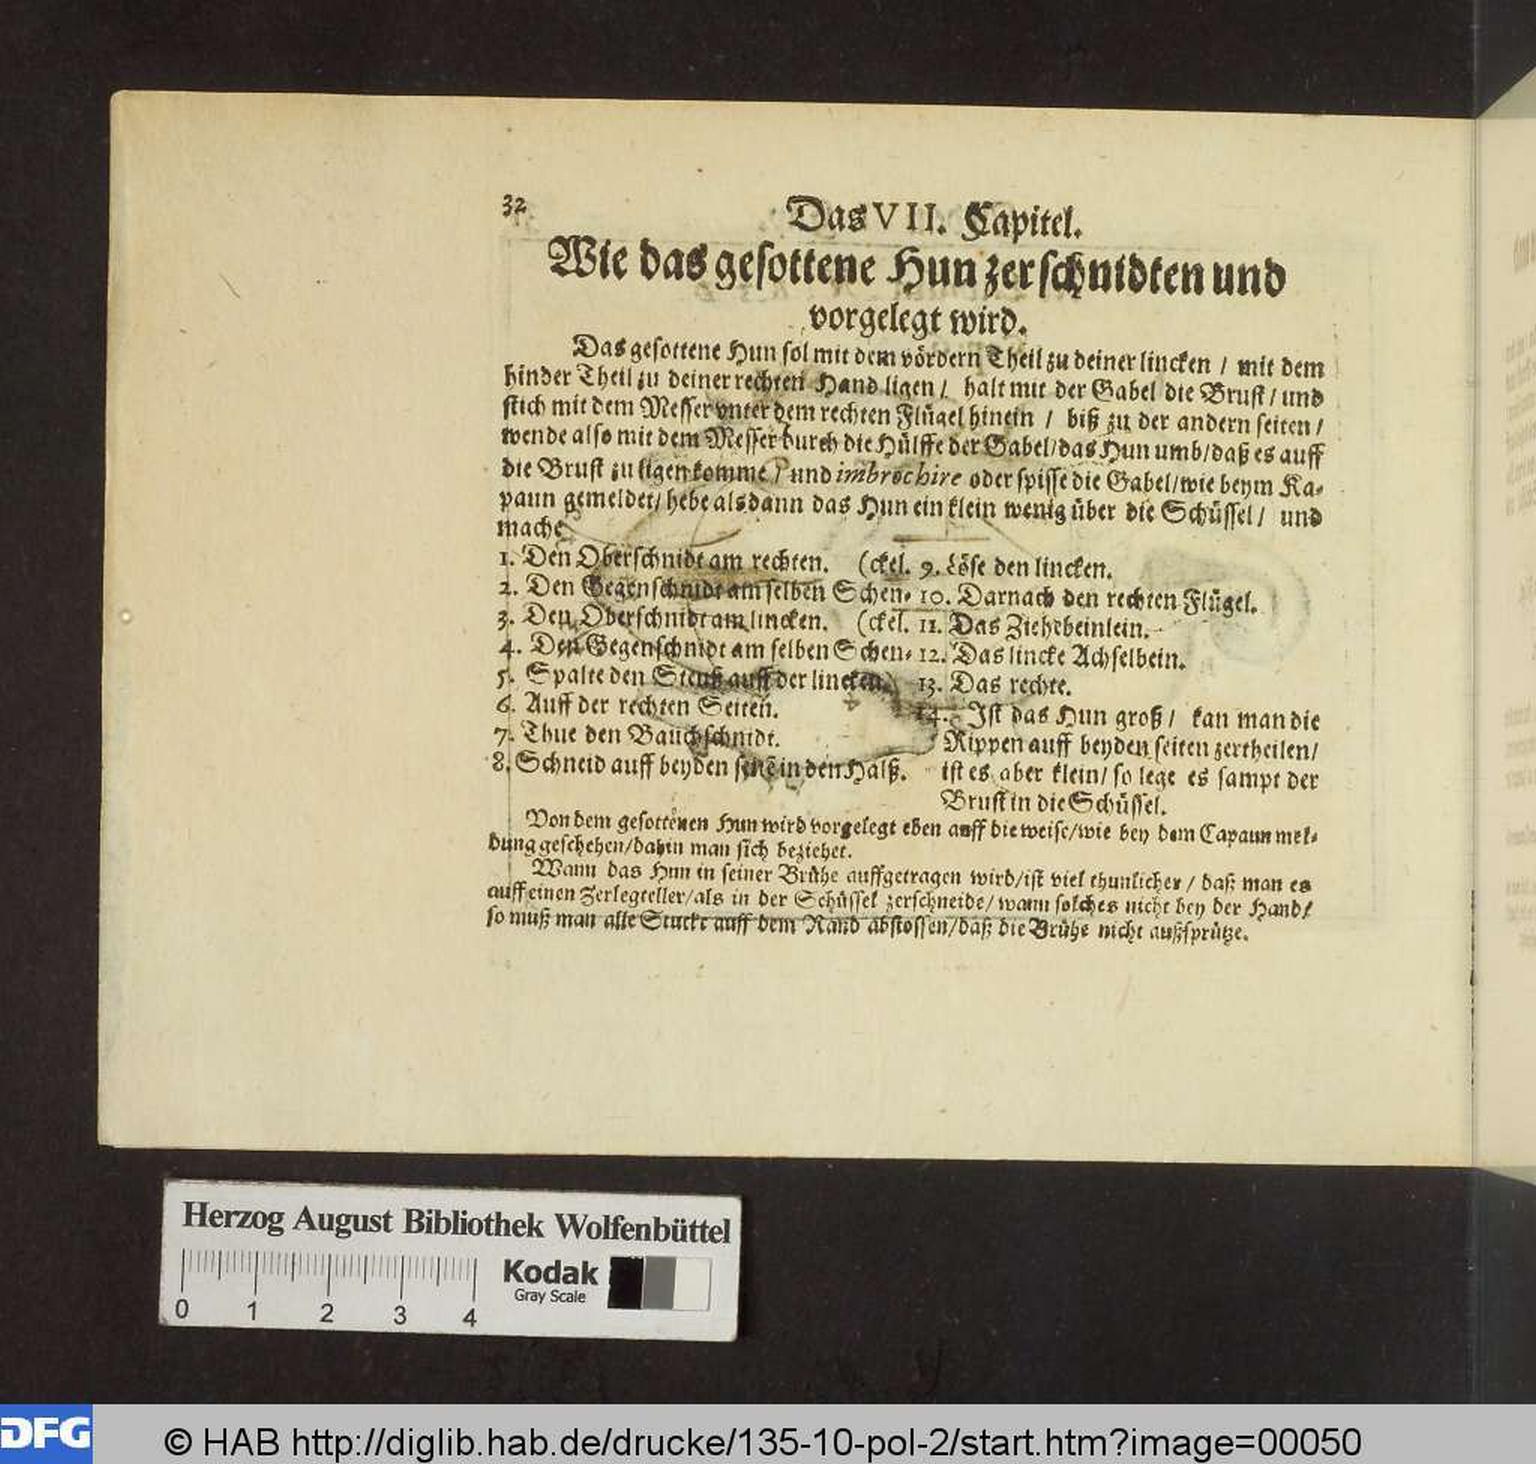 32
Das VII. Capitel.
Wie das gesottene Hun zerschnidten und
vorgelegt wird.
Das gesottene Hun sol mit dem vördern Theil zu deiner lincken / mit dem
hinder Theil zu deiner rechten Hand ligen / halt mit der Gabel die Brust / und
stich mit dem Messer vnter dem rechten Flügel hinein / biß zu der andern seiten /
wende also mit dem Messer durch die Hülffe der Gabel/das Hun umb/daß es auff
die Brust zu ligen komme / und imbrochire oder spisse die Gabel/wie beym Ka-
paun gemeldet/ hebe alsdann das Hun ein klein wenig über die Schüssel / und
mache
1. Den Oberschnidt am rechten. (ckel.
2. Den Gegenschnidt am selben Schen-
3. Den Oberschnidt am lincken. (ckel.
4. Den Gegenschnidt am selben Schen-
5. Spalte den Steuß auff der lincken.
6. Auff der rechten Seiten.
7. Thue den Bauchschnidt.
8. Schneid auff beyden seitē in den Halß.
9. Löse den lincken.
10. Darnach den rechten Flügel.
11. Das Ziehebeinlein.
12. Das lincke Achselbein.
13. Das rechte.
14. Ist das Hun groß / kan man die
Rippen auff beyden seiten zertheilen/
ist es aber klein/ so lege es sampt der
Brust in die Schüssel.
Von dem gesottenen Hun wird vorgelegt eben auff die weise/wie bey dem Capaun mel-
dung geschehen/dahin man sich beziehet.
Wann das Hun in seiner Brühe auffgetragen wird/ist viel thunlicher / daß man es
auff einen Zerlegteller/als in der Schüssel zerschneide/ wann solches nicht bey der Hand/
so muß man alle Stucke auff dem Rand abstossen/daß die Brühe nicht außsprütze.
Herzog August Bibliothek Wolfenbüttel
Kodak
Gray Scale
0 1 2 3 4
DFG
© HAB http://diglib.hab.de/drucke/135-10-pol-2/start.htm?image=00050